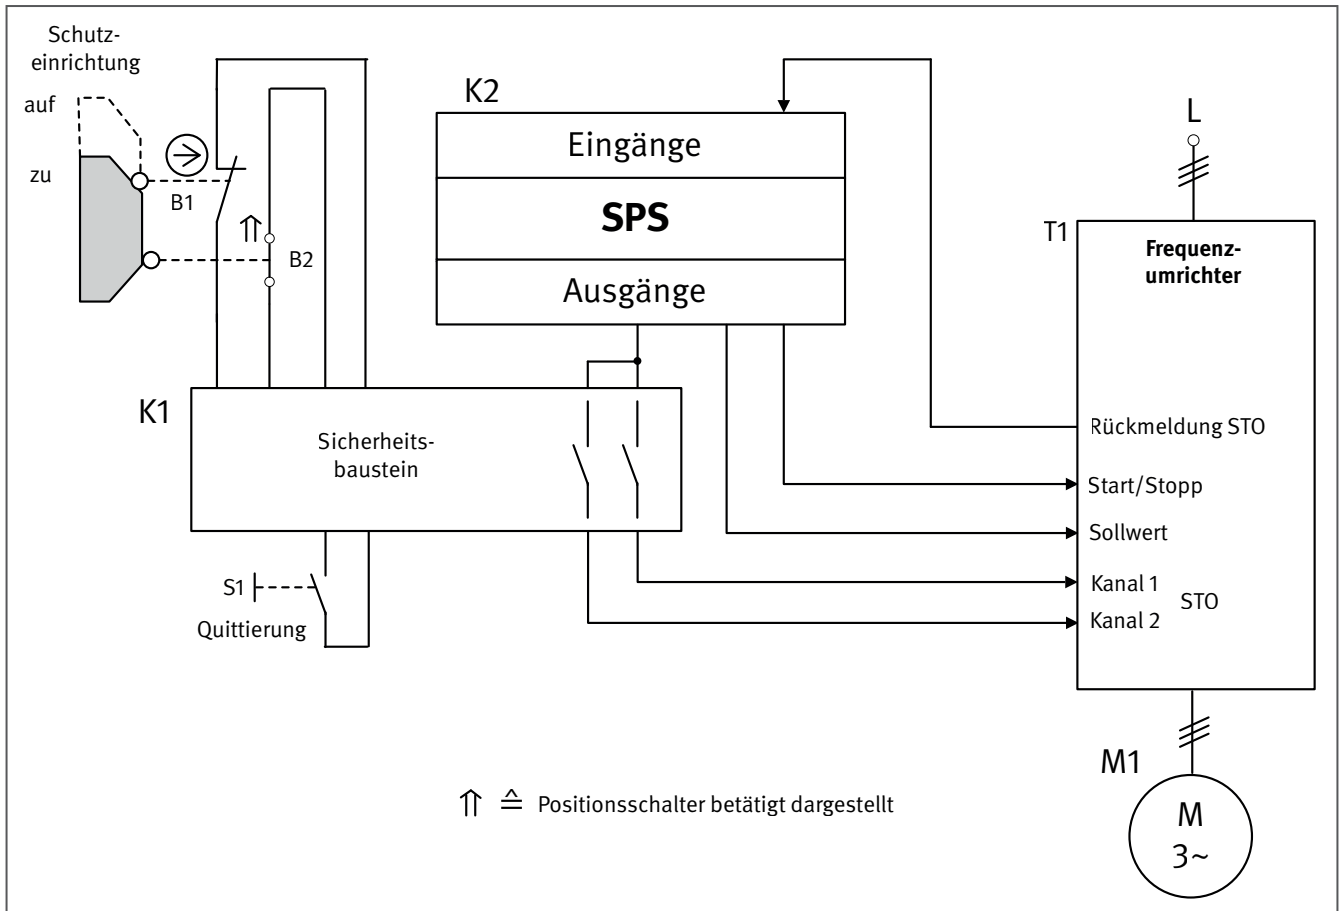 Schutz-
einrichtung
auf
zu
B1
B2
K2
Eingänge
SPS
Ausgänge
L
T1
Frequenz-
umrichter
K1
Sicherheits-
baustein
Rückmeldung STO
Start/Stopp
Sollwert
Kanal 1
STO
Kanal 2
S1
Quittierung
M1
M
3~
⇑ ≙ Positionsschalter betätigt dargestellt